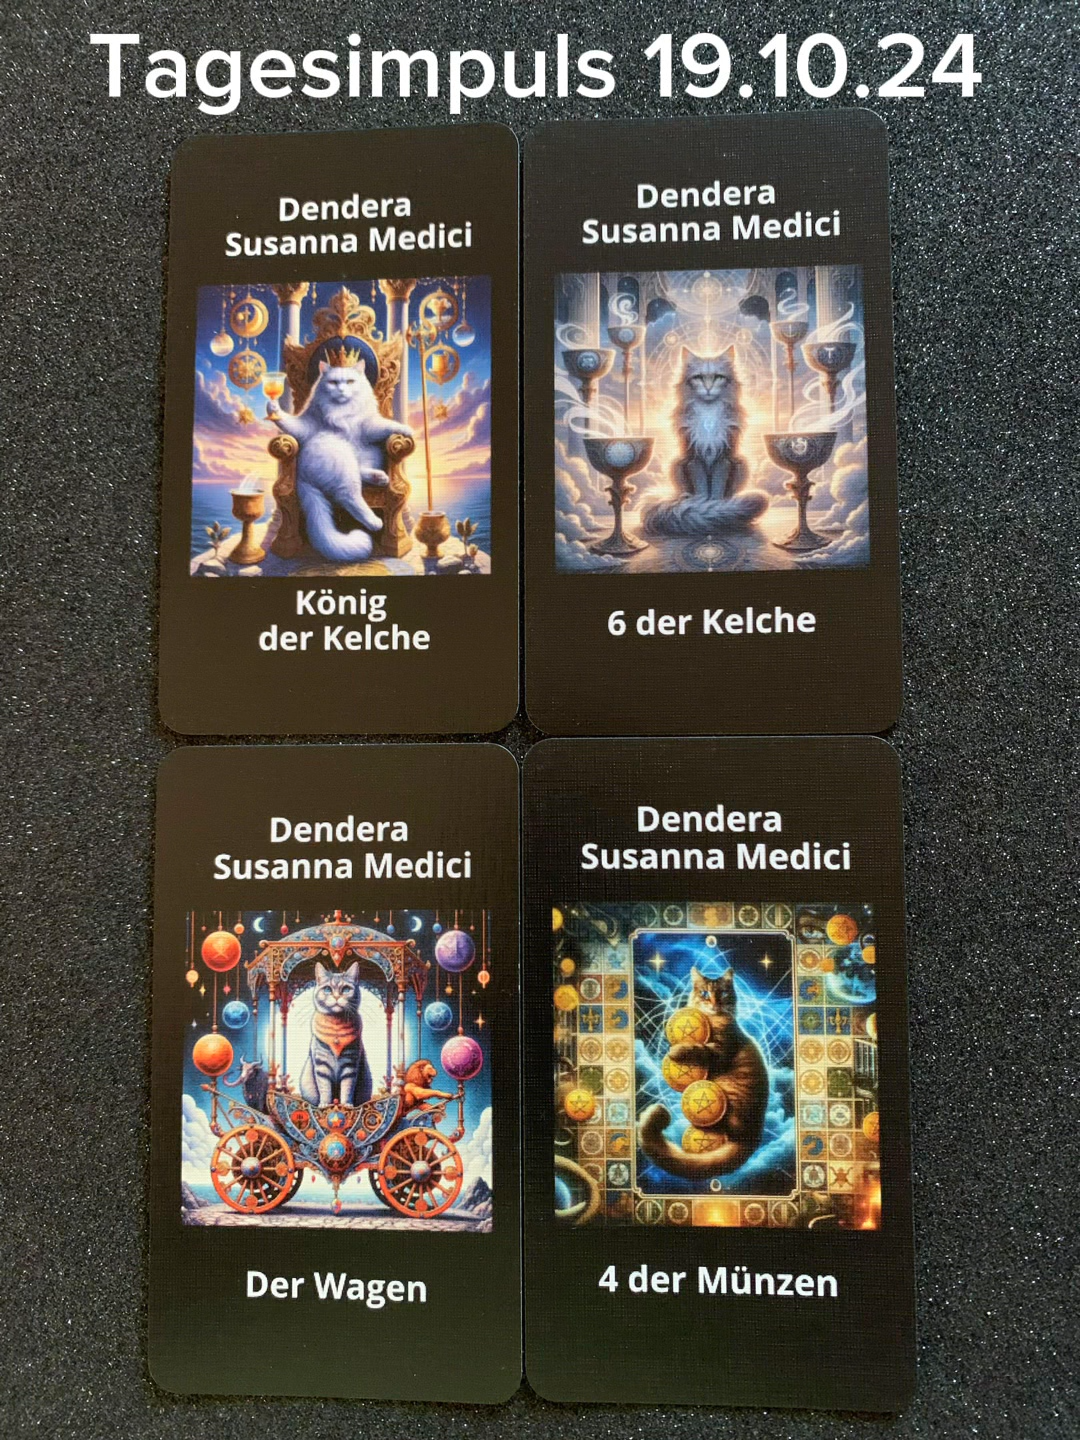 Tagesimpuls 19.10.24
Dendera
Susanna Medici
König
der Kelche
Dendera
Susanna Medici
6 der Kelche
Dendera
Susanna Medici
Der Wagen
Dendera
Susanna Medici
4 der Münzen